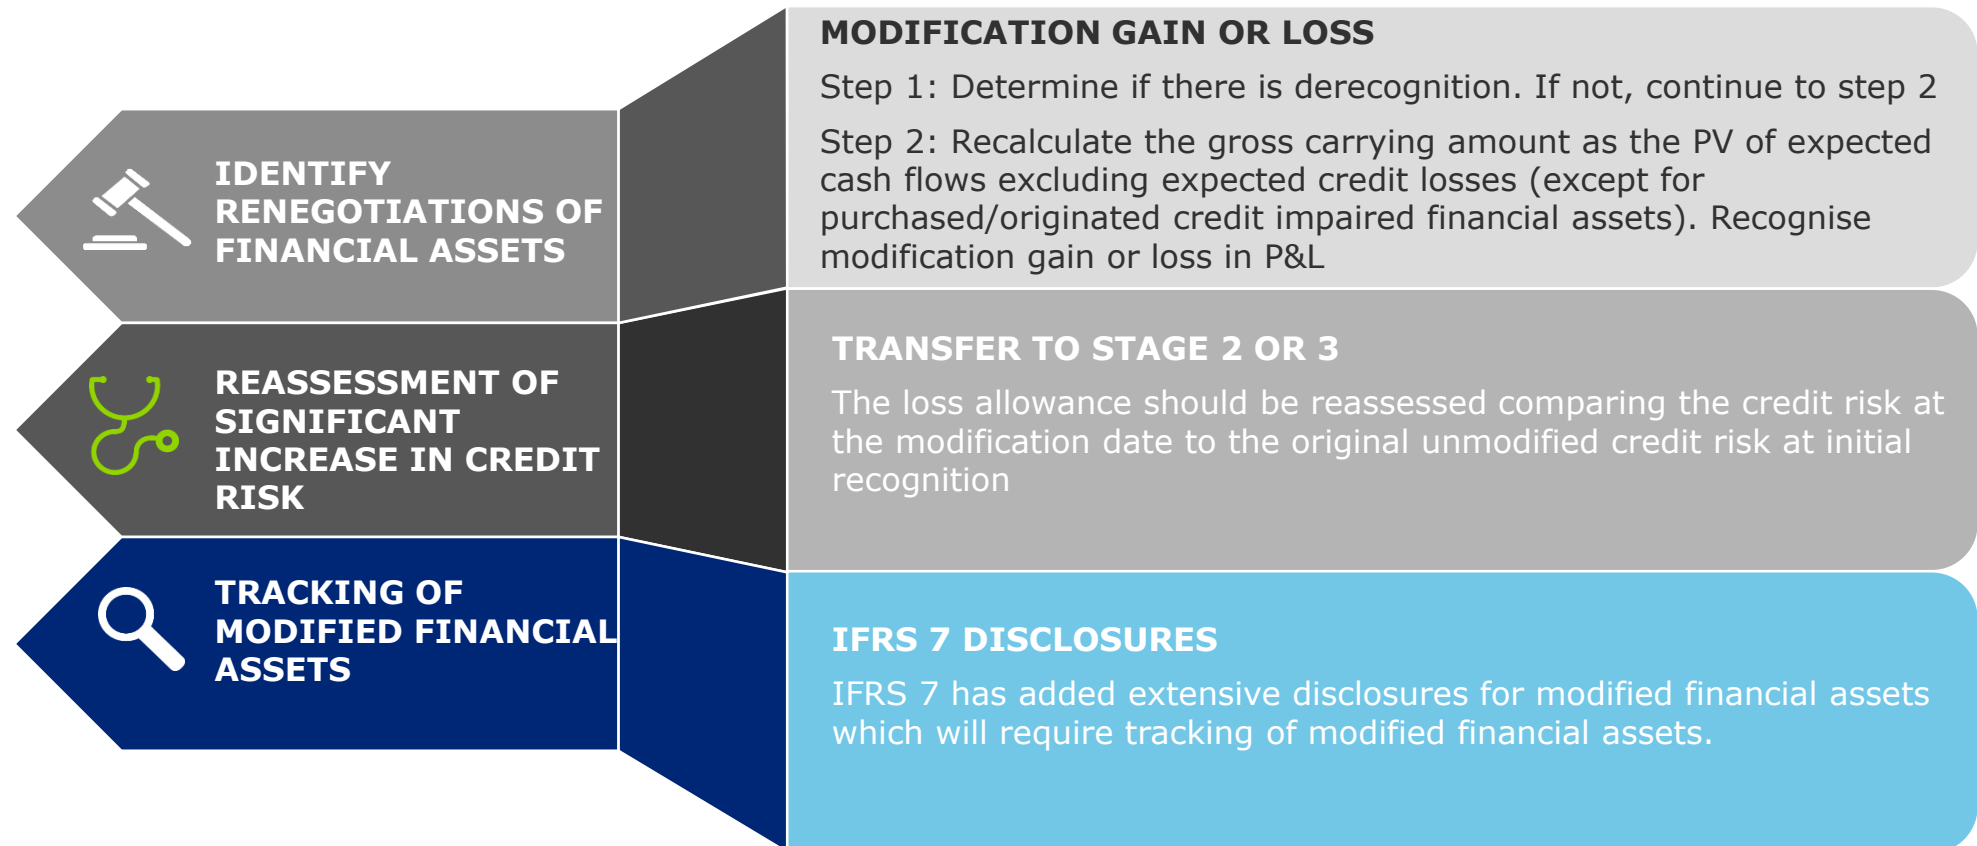 IDENTIFY
RENEGOTIATIONS OF
FINANCIAL ASSETS
MODIFICATION GAIN OR LOSS
Step 1: Determine if there is derecognition. If not, continue to step 2
Step 2: Recalculate the gross carrying amount as the PV of expected
cash flows excluding expected credit losses (except for
purchased/originated credit impaired financial assets). Recognise
modification gain or loss in P&L
REASSESSMENT OF
SIGNIFICANT
INCREASE IN CREDIT
RISK
TRANSFER TO STAGE 2 OR 3
The loss allowance should be reassessed comparing the credit risk at
the modification date to the original unmodified credit risk at initial
recognition
TRACKING OF
MODIFIED FINANCIAL
ASSETS
IFRS 7 DISCLOSURES
IFRS 7 has added extensive disclosures for modified financial assets
which will require tracking of modified financial assets.